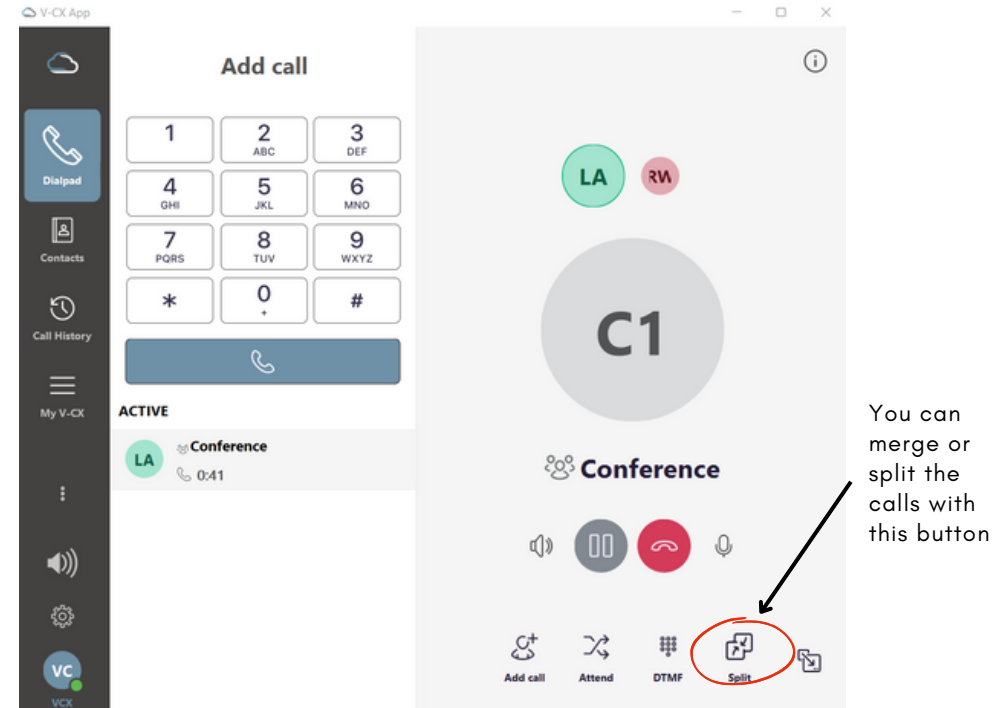 V-CX App
Add call
1
2
ABC
3
DEF
4
GHI
5
JKL
6
MNO
7
PQRS
8
TUV
9
WXYZ
*
0
+
#
Dialpad
Contacts
Call History
My V-CX
VC
VCX
ACTIVE
LA
Conference
0:41
LA
RW
C1
Conference
Add call
Attend
DTMF
Split
You can
merge or
split the
calls with
this button